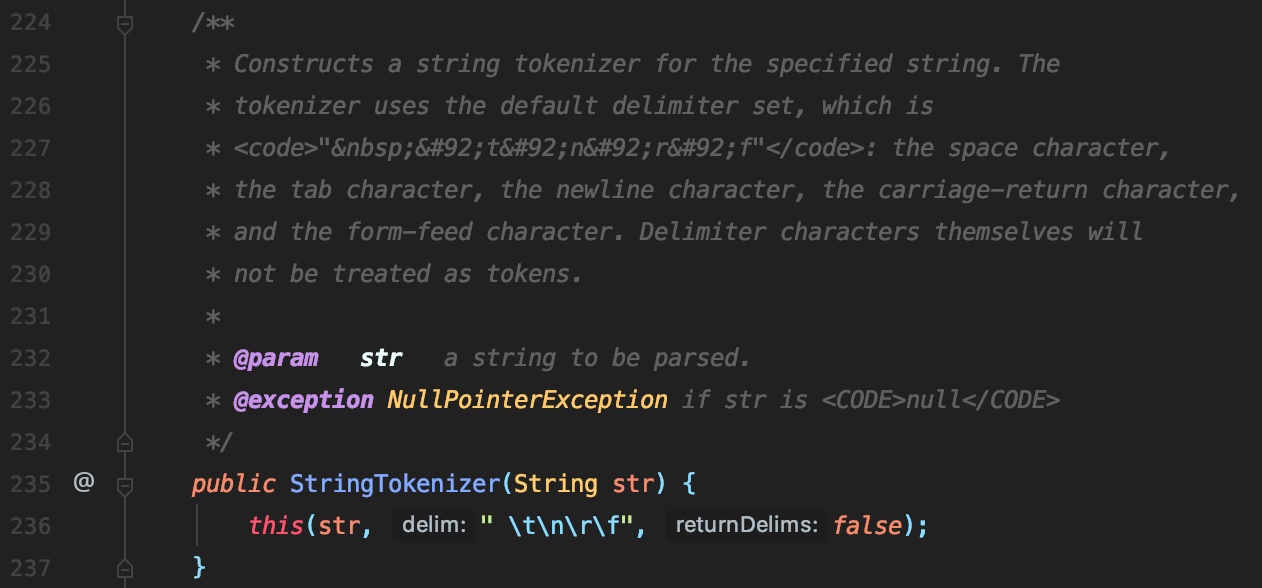 224 /**
225 * Constructs a string tokenizer for the specified string. The
226 * tokenizer uses the default delimiter set, which is
227 * <code>"&nbsp;&#92;t&#92;n&#92;r&#92;f"</code>: the space character,
228 * the tab character, the newline character, the carriage-return character,
229 * and the form-feed character. Delimiter characters themselves will
230 * not be treated as tokens.
231 *
232 * @param   str   a string to be parsed.
233 * @exception NullPointerException if str is <CODE>null</CODE>
234 */
235 @ public StringTokenizer(String str) {
236 this(str, delim: " \t\n\r\f", returnDelims: false);
237 }